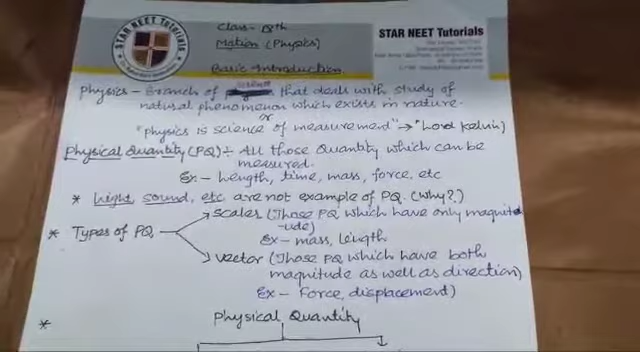 STAR NEET Tutorials
STAR NEET Tutorials
Class - 9th
Motion (Physics)
Basic Introduction
Physics - Branch of science that deals with study of
natural phenomenon which exists in nature.
or
"Physics is science of measurement" → "Lord Kelvin)
Physical Quantity (PQ) ÷ All those Quantity which can be
measured.
Ex - Length, time, mass, force, etc
* Light, sound, etc are not example of PQ. (Why?)
* Types of PQ
scaler (Those PQ which have only magnit
-ude)
Ex - mass, length
vector (Those PQ which have both
magnitude as well as direction)
Ex - Force, displacement)
* Physical Quantity